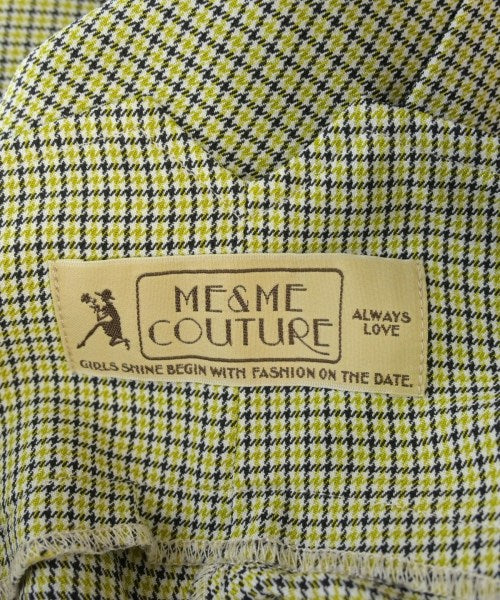 ME&ME
COUTURE
ALWAYS
LOVE
GIRLS SHINE BEGIN WITH FASHION ON THE DATE.